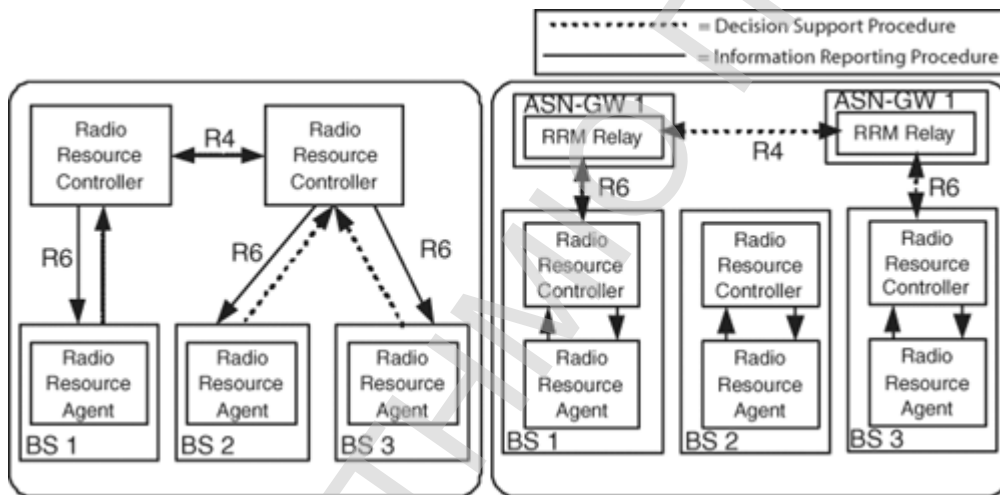 = Decision Support Procedure
= Information Reporting Procedure
Radio
Resource
Controller
R4
Radio
Resource
Controller
R6
R6
R6
Radio
Resource
Agent
BS 1
Radio
Resource
Agent
BS 2
Radio
Resource
Agent
BS 3
ASN-GW 1
RRM Relay
R4
ASN-GW 1
RRM Relay
R6
R6
Radio
Resource
Controller
Radio
Resource
Agent
BS 1
Radio
Resource
Controller
Radio
Resource
Agent
BS 2
Radio
Resource
Controller
Radio
Resource
Agent
BS 3